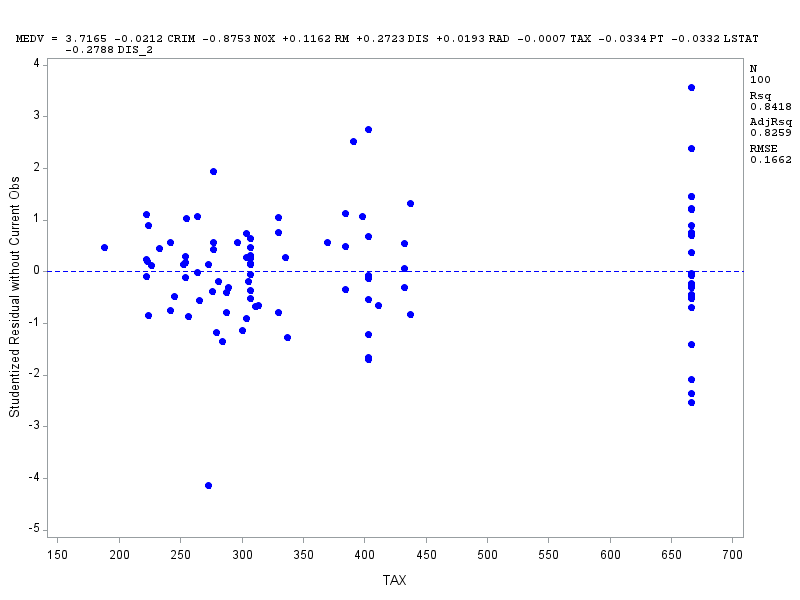 MEDV = 3.7165 -0.0212 CRIM -0.8753 NOX +0.1162 RM +0.2723 DIS +0.0193 RAD -0.0007 TAX -0.0334 PT -0.0332 LSTAT
-0.2788 DIS_2
N
100
Rsq
0.8418
AdjRsq
0.8259
RMSE
0.1662
Studentized Residual without Current Obs
4
3
2
1
0
-1
-2
-3
-4
-5
150 200 250 300 350 400 450 500 550 600 650 700
TAX